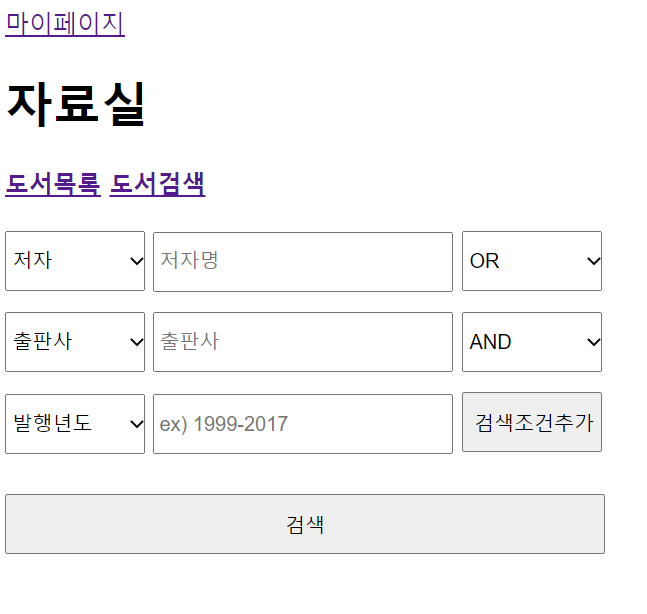 마이페이지
자료실
도서목록 도서검색
저자 저자명 OR
출판사 출판사 AND
발행년도 ex) 1999-2017 검색조건추가
검색